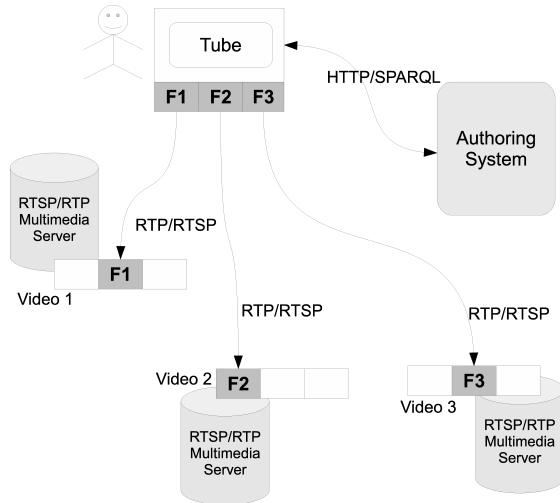 Tube
F1 F2 F3
HTTP/SPARQL
Authoring
System
RTSP/RTP
Multimedia
Server
RTP/RTSP
F1
Video 1
RTP/RTSP
RTP/RTSP
Video 2
F2
F3
Video 3
RTSP/RTP
Multimedia
Server
RTSP/RTP
Multimedia
Server